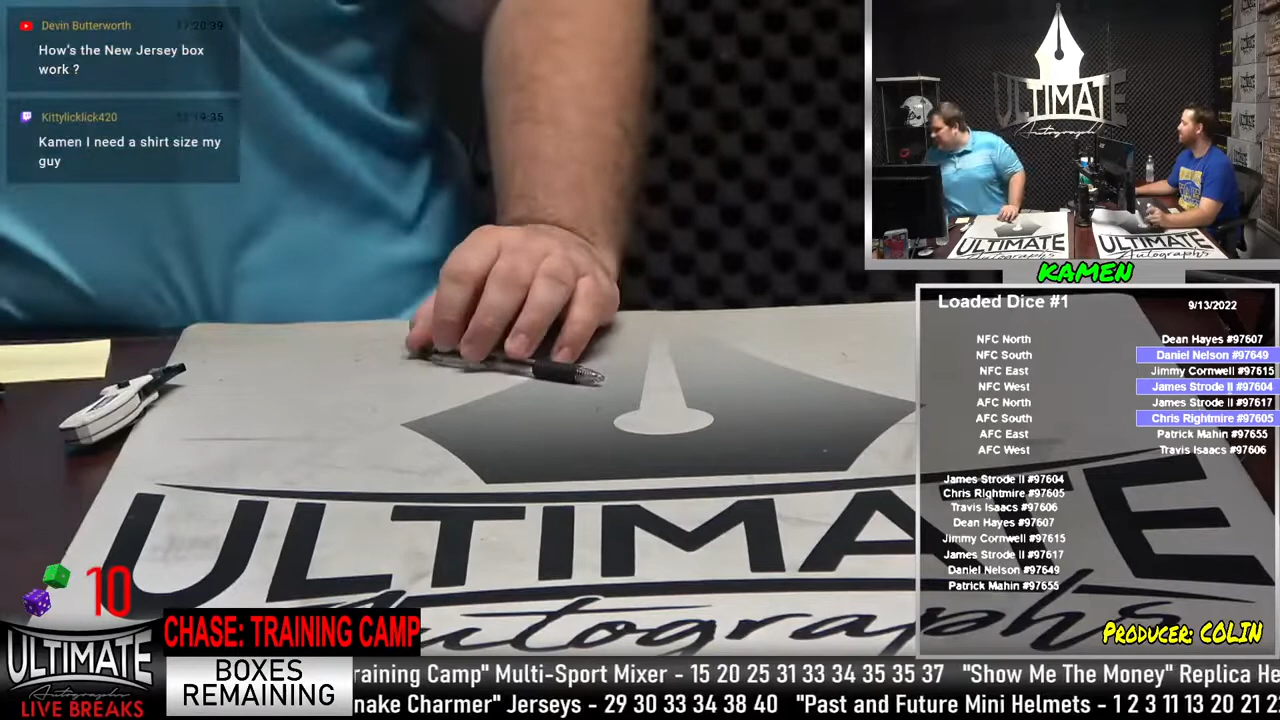 Devin Butterworth 17:20:39
How's the New Jersey box
work ?
Kittylicklick420 :19:35
Kamen I need a shirt size my
guy
ULTIMATE
Autographs
ULTIMATE
Autographs
ULTIMATE
Autographs
KAMEN
Loaded Dice #1 9/13/2022
NFC North Dean Hayes #97607
NFC South Daniel Nelson #97649
NFC East Jimmy Cornwell #97615
NFC West James Strode II #97604
AFC North James Strode II #97617
AFC South Chris Rightmire #97605
AFC East Patrick Mahin #97655
AFC West Travis Isaacs #97606
James Strode II #97604
Chris Rightmire #97605
Travis Isaacs #97606
Dean Hayes #97607
Jimmy Cornwell #97615
James Strode II #97617
Daniel Nelson #97649
Patrick Mahin #97655
Producer: COLIN
ULTIMATE
Autographs
10
ULTIMATE
Autographs
LIVE BREAKS
CHASE: TRAINING CAMP
BOXES
REMAINING
raining Camp" Multi-Sport Mixer - 15 20 25 31 33 34 35 35 37 "Show Me The Money" Replica He
nake Charmer" Jerseys - 29 30 33 34 38 40 "Past and Future Mini Helmets - 1 2 3 11 13 20 21 2